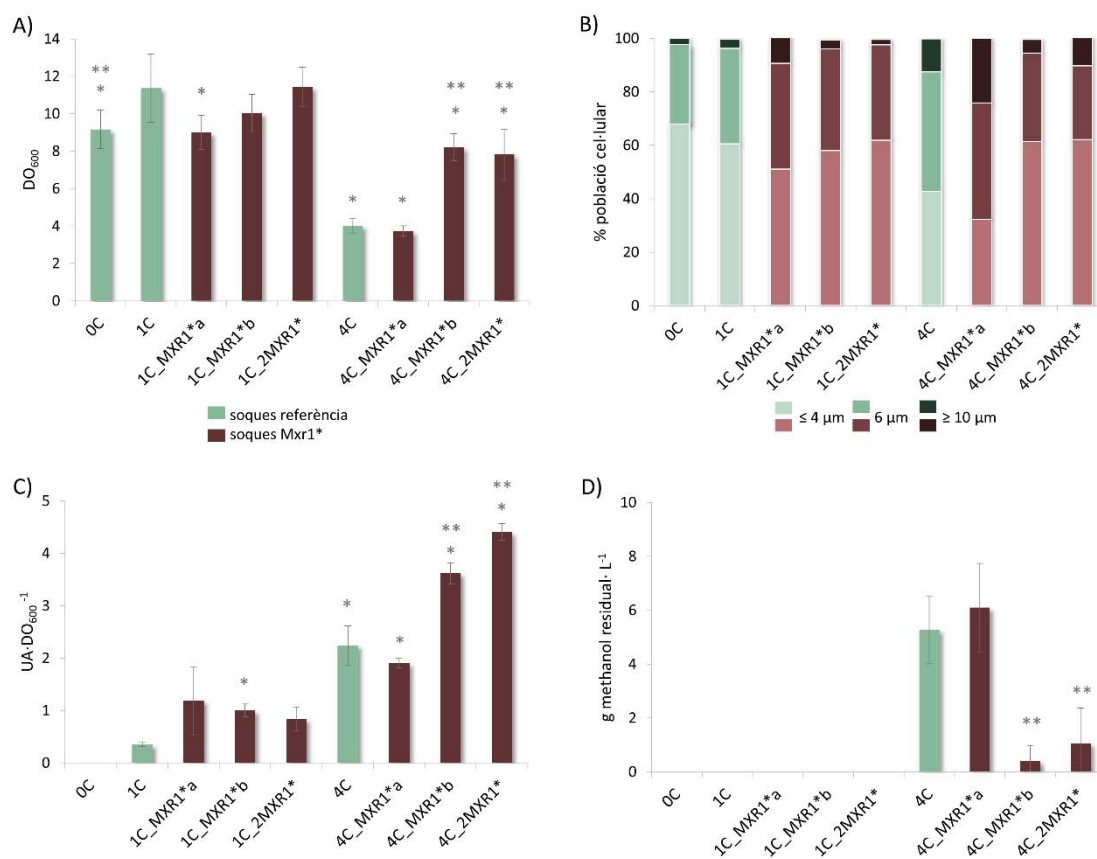 A)
14
12
10
8
6
4
2
0
DO600
**
*
*
*
*
**
*
**
*
0C
1C
1C_MXR1*a
1C_MXR1*b
1C_2MXR1*
4C
4C_MXR1*a
4C_MXR1*b
4C_2MXR1*
soques referència
soques Mxr1*
B)
100
80
60
40
20
0
% població cel·lular
0C
1C
1C_MXR1*a
1C_MXR1*b
1C_2MXR1*
4C
4C_MXR1*a
4C_MXR1*b
4C_2MXR1*
≤ 4 µm
6 µm
≥ 10 µm
C)
5
4
3
2
1
0
UA·DO600 -1
*
*
*
**
*
**
*
0C
1C
1C_MXR1*a
1C_MXR1*b
1C_2MXR1*
4C
4C_MXR1*a
4C_MXR1*b
4C_2MXR1*
D)
10
8
6
4
2
0
g methanol residual· L-1
**
**
0C
1C
1C_MXR1*a
1C_MXR1*b
1C_2MXR1*
4C
4C_MXR1*a
4C_MXR1*b
4C_2MXR1*